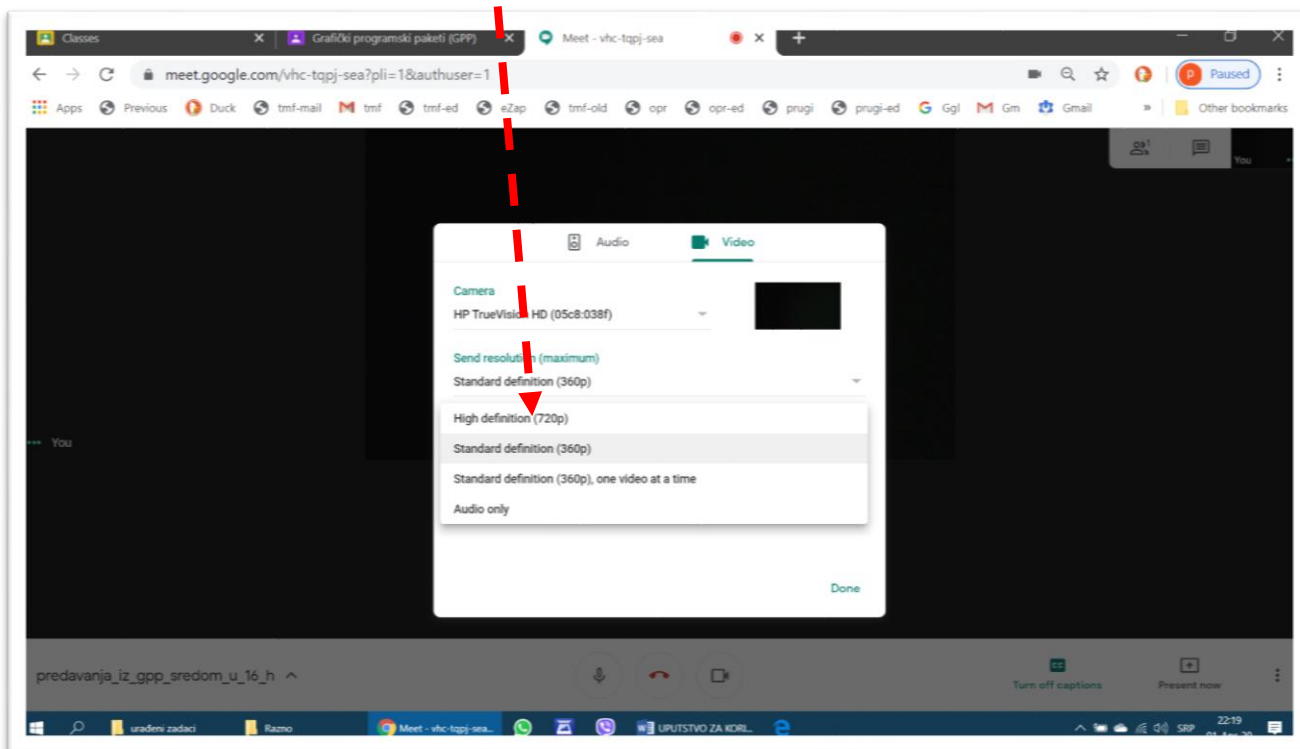 Classes
Grafički programski paketi (GPP)
Meet - vhc-tqpj-sea
meet.google.com/vhc-tqpj-sea?pli=1&authuser=1
P Paused
Apps Previous Duck tmf-mail tmf tmf-ed eZap tmf-old opr opr-ed prugi prugi-ed Ggl Gm Gmail » Other bookmarks
1
You
Audio Video
Camera
HP TrueVision HD (05c8:038f)
Send resolution (maximum)
Standard definition (360p)
High definition (720p)
Standard definition (360p)
Standard definition (360p), one video at a time
Audio only
You
Done
predavanja_iz_gpp_sredom_u_16_h
CC
Turn off captions
Present now
urađeni zadaci Razno Meet - vhc-tqpj-sea... UPUTSTVO ZA KORI... SRP 22:19